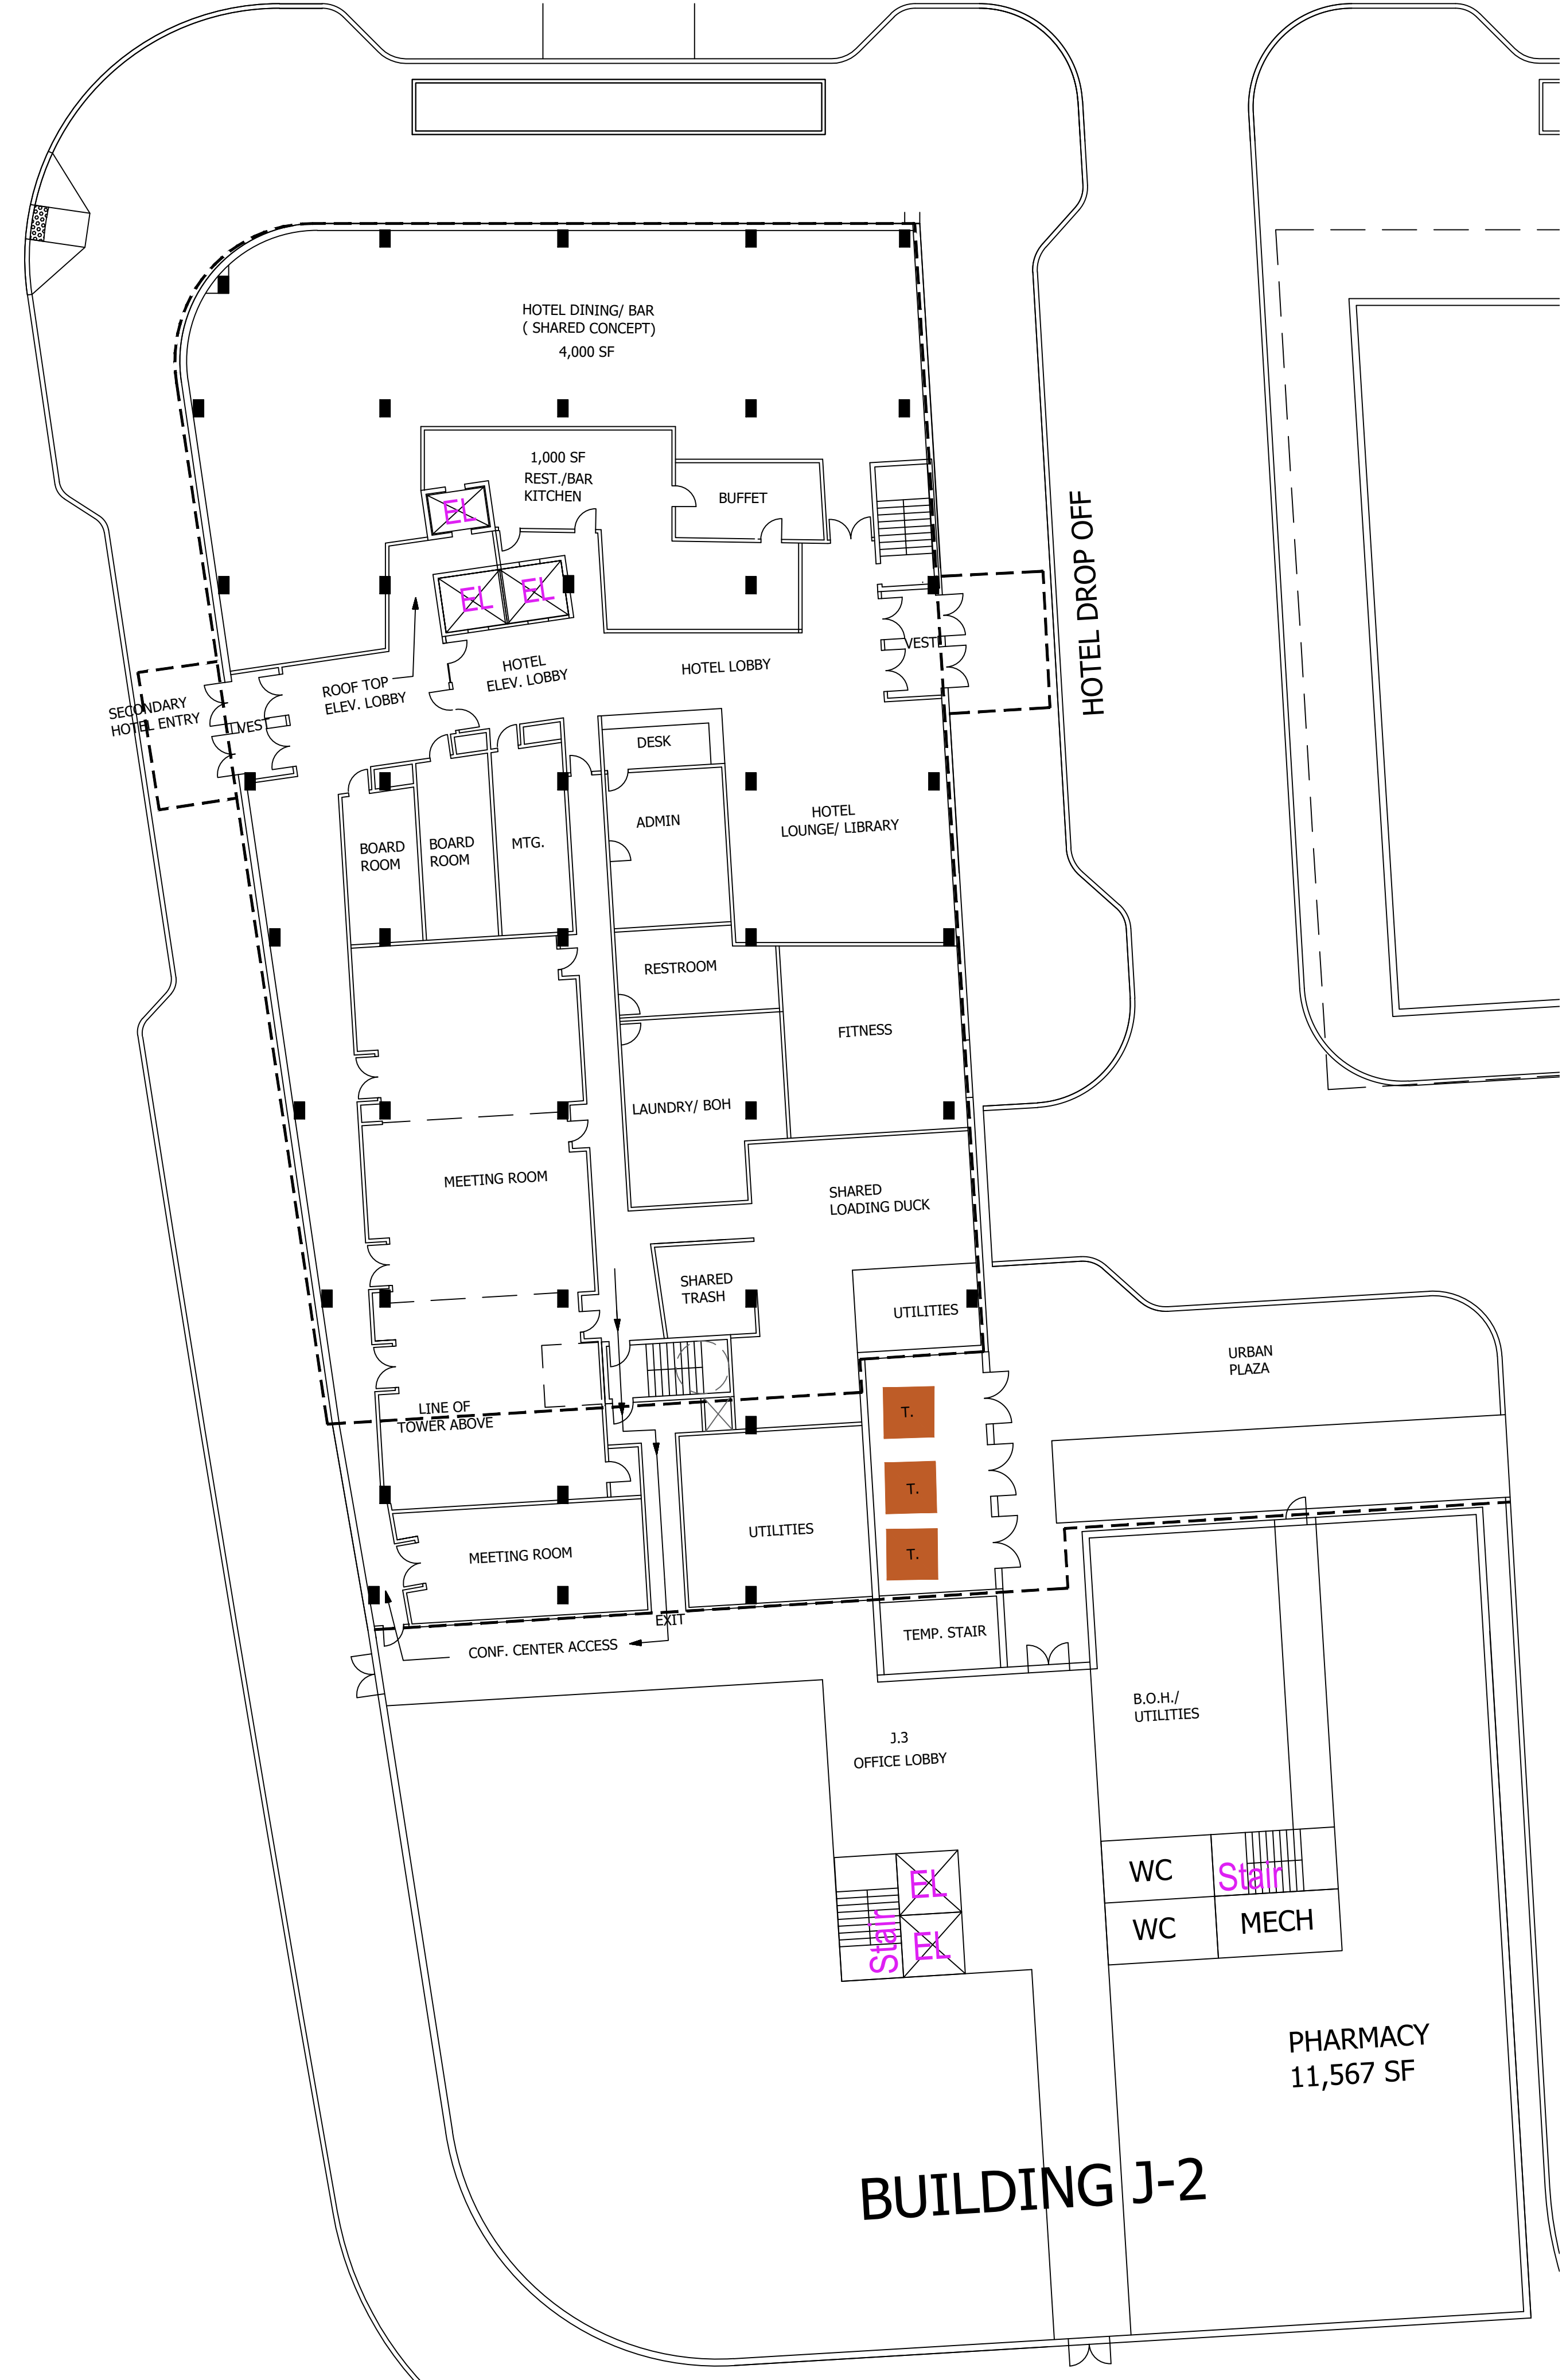 HOTEL DINING/ BAR
( SHARED CONCEPT)
4,000 SF
1,000 SF
REST./BAR
KITCHEN
BUFFET
EL
EL
EL
HOTEL DROP OFF
VEST
HOTEL
ELEV. LOBBY
HOTEL LOBBY
ROOF TOP
ELEV. LOBBY
SECONDARY
HOTEL ENTRY
VEST
DESK
BOARD
ROOM
BOARD
ROOM
MTG.
ADMIN
HOTEL
LOUNGE/ LIBRARY
RESTROOM
FITNESS
LAUNDRY/ BOH
MEETING ROOM
SHARED
LOADING DUCK
SHARED
TRASH
UTILITIES
URBAN
PLAZA
LINE OF
TOWER ABOVE
T.
T.
T.
UTILITIES
MEETING ROOM
EXIT
CONF. CENTER ACCESS
TEMP. STAIR
B.O.H./
UTILITIES
J.3
OFFICE LOBBY
WC
Stair
EL
Stair
EL
WC
MECH
PHARMACY
11,567 SF
BUILDING J-2